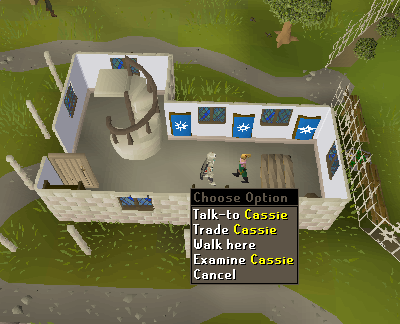 Choose Option
Talk-to Cassie
Trade Cassie
Walk here
Examine Cassie
Cancel